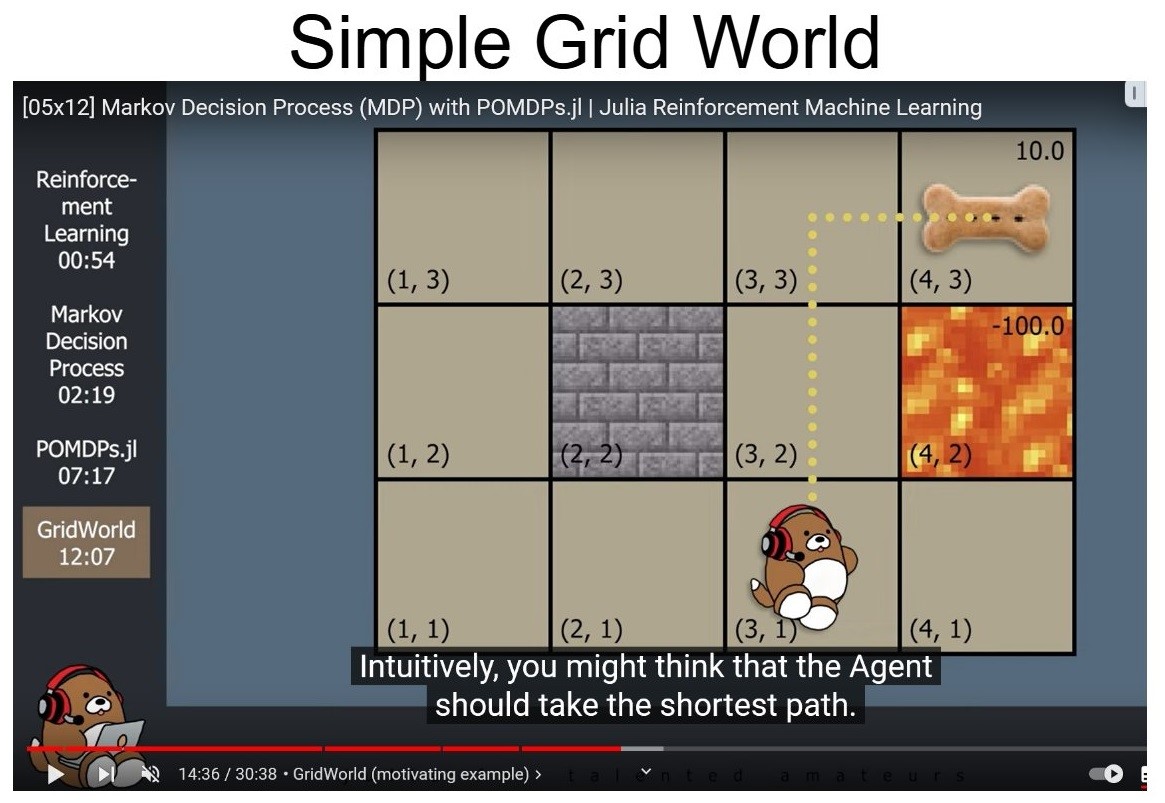 Simple Grid World
[05x12] Markov Decision Process (MDP) with POMDPs.jl | Julia Reinforcement Machine Learning
Reinforce-
ment
Learning
00:54
Markov
Decision
Process
02:19
POMDPs.jl
07:17
GridWorld
12:07
10.0
(1, 3) (2, 3) (3, 3) (4, 3)
-100.0
(1, 2) (2, 2) (3, 2) (4, 2)
(1, 1) (2, 1) (3, 1) (4, 1)
Intuitively, you might think that the Agent
should take the shortest path.
14:36 / 30:38 • GridWorld (motivating example) › talented amateurs